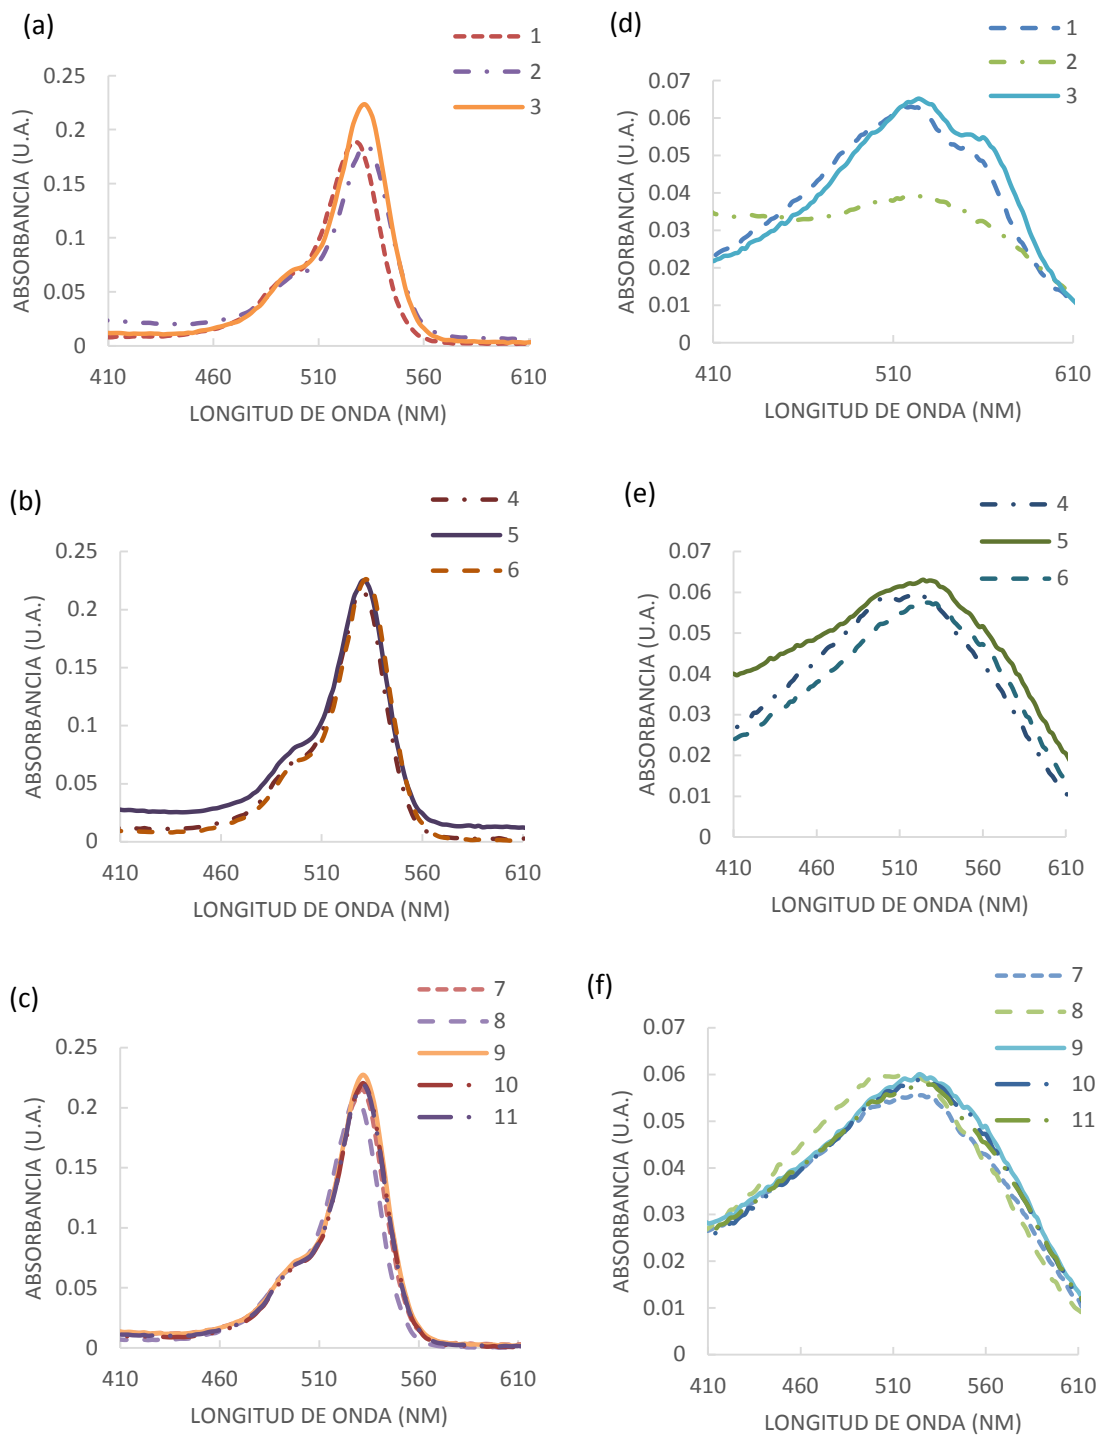 (a)
1
2
3
0.25
0.2
0.15
0.1
0.05
0
410 460 510 560 610
ABSORBANCIA (U.A.)
LONGITUD DE ONDA (NM)
(d)
1
2
3
0.07
0.06
0.05
0.04
0.03
0.02
0.01
0
410 510 610
ABSORBANCIA (U.A.)
LONGITUD DE ONDA (NM)
(b)
4
5
6
0.25
0.2
0.15
0.1
0.05
0
410 460 510 560 610
ABSORBANCIA (U.A.)
LONGITUD DE ONDA (NM)
(e)
4
5
6
0.07
0.06
0.05
0.04
0.03
0.02
0.01
0
410 460 510 560 610
ABSORBANCIA (U.A.)
LONGITUD DE ONDA (NM)
(c)
7
8
9
10
11
0.25
0.2
0.15
0.1
0.05
0
410 460 510 560 610
ABSORBANCIA (U.A.)
LONGITUD DE ONDA (NM)
(f)
7
8
9
10
11
0.07
0.06
0.05
0.04
0.03
0.02
0.01
0
410 460 510 560 610
ABSORBANCIA (U.A.)
LONGITUD DE ONDA (NM)